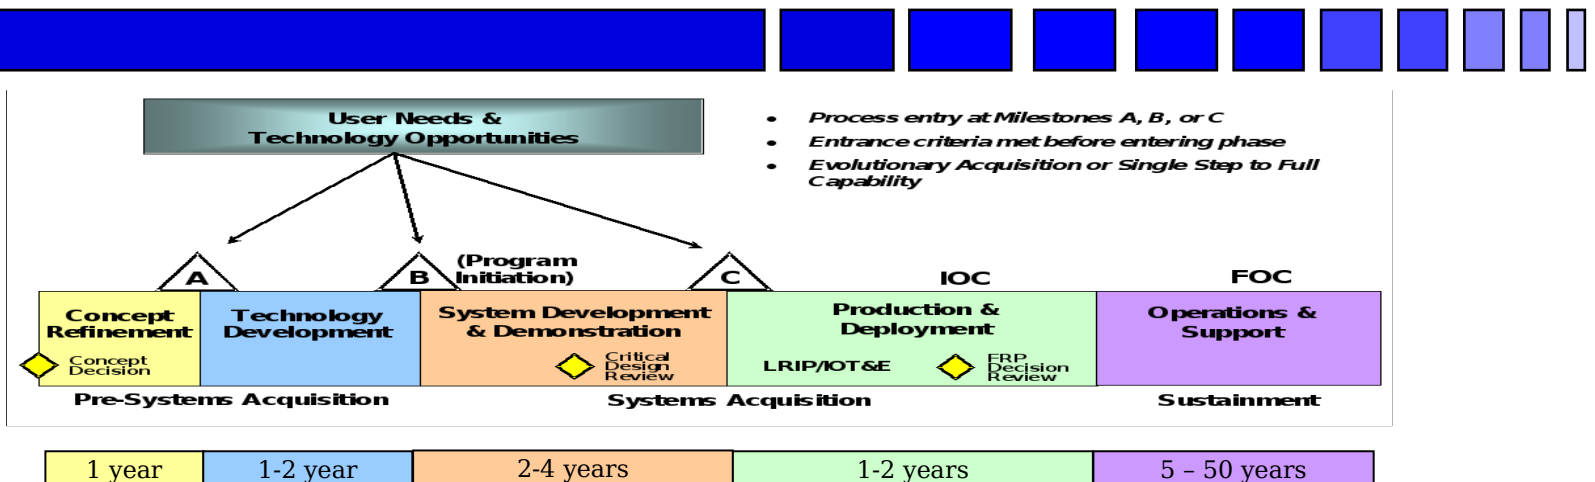 User Needs &
Technology Opportunities
• Process entry at Milestones A, B, or C
• Entrance criteria met before entering phase
• Evolutionary Acquisition or Single Step to Full
Capability
A
B
(Program
Initiation)
C
IOC
FOC
Concept
Refinement
Concept
Decision
Technology
Development
System Development
& Demonstration
Critical
Design
Review
Production &
Deployment
LRIP/IOT&E
FRP
Decision
Review
Operations &
Support
Pre-Systems Acquisition
Systems Acquisition
Sustainment
1 year
1-2 year
2-4 years
1-2 years
5 – 50 years